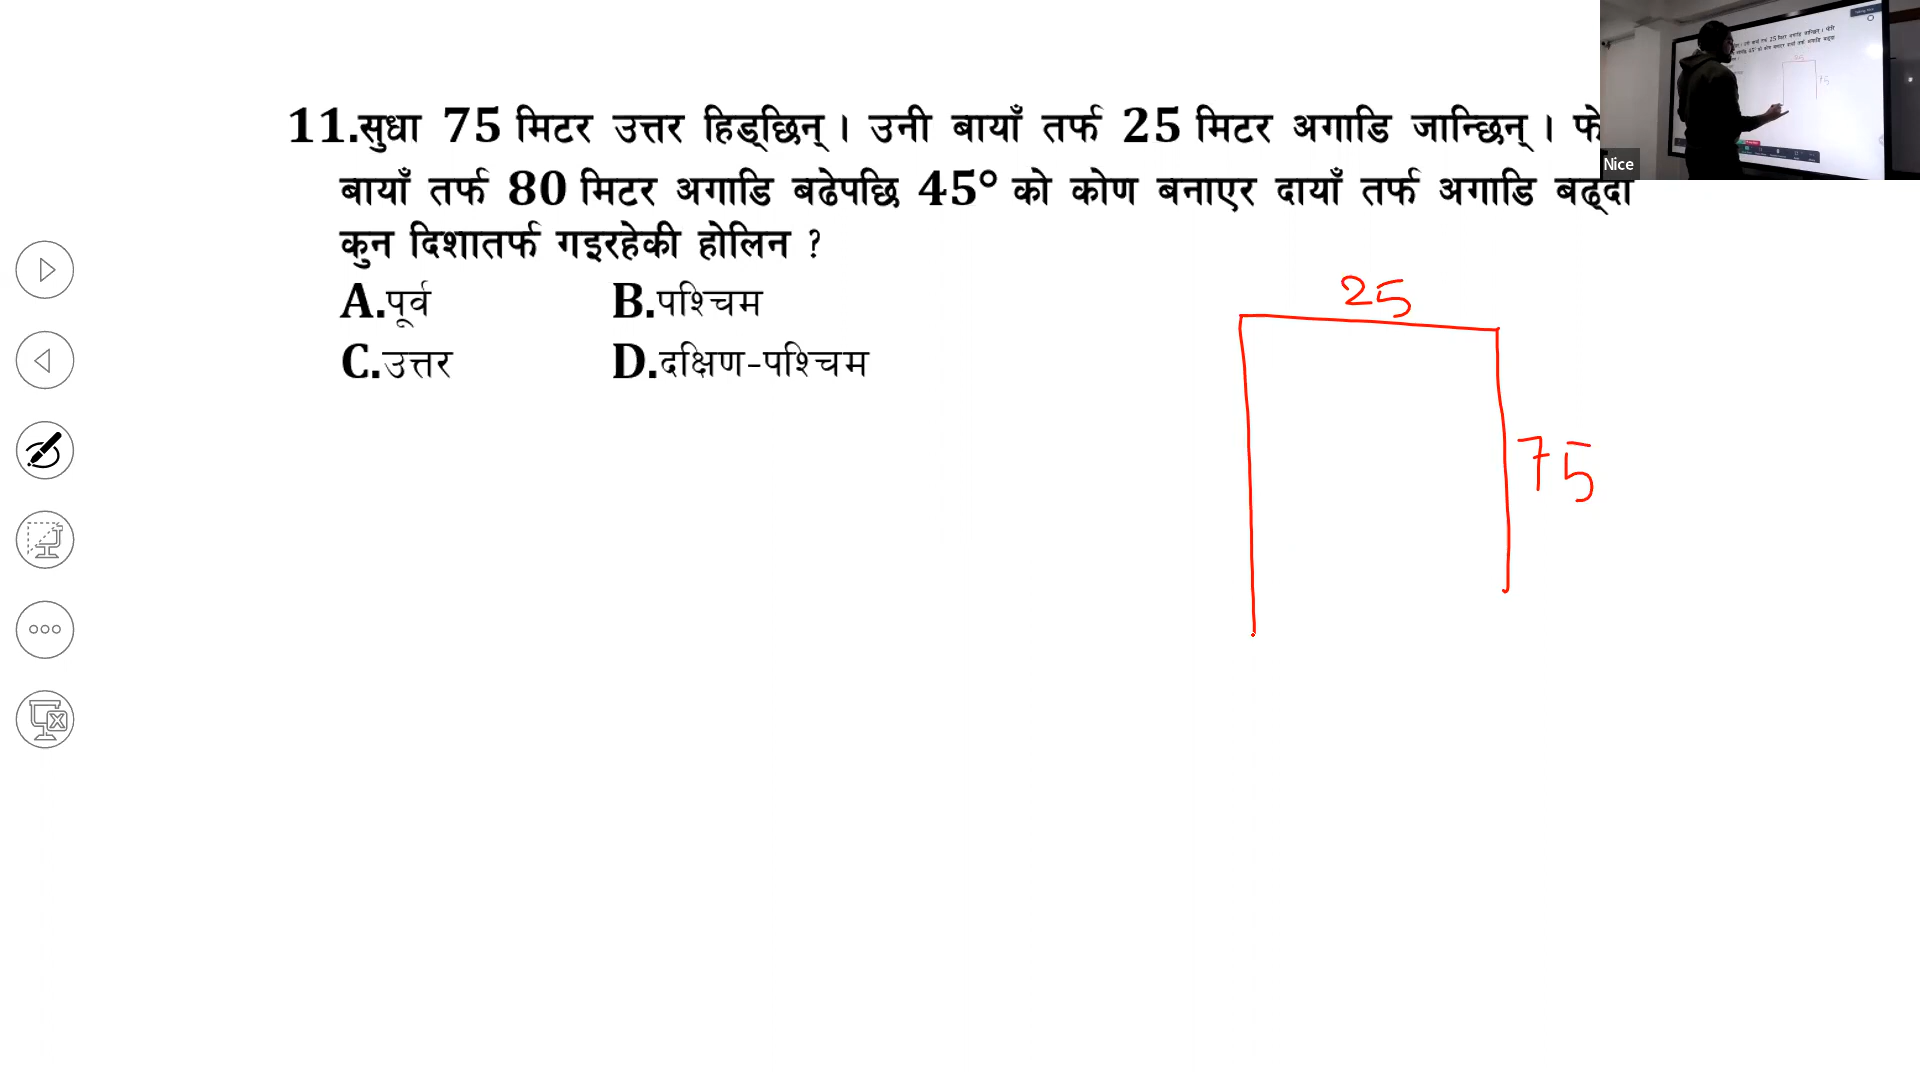 11.सुधा 75 मिटर उत्तर हिड्छिन् । उनी बायाँ तर्फ 25 मिटर अगाडि जान्छिन् । फे
बायाँ तर्फ 80 मिटर अगाडि बढेपछि 45° को कोण बनाएर दायाँ तर्फ अगाडि बढ्दा
कुन दिशातर्फ गइरहेकी होलिन ?
A.पूर्व B.पश्चिम
C.उत्तर D.दक्षिण-पश्चिम
25
75
Nice